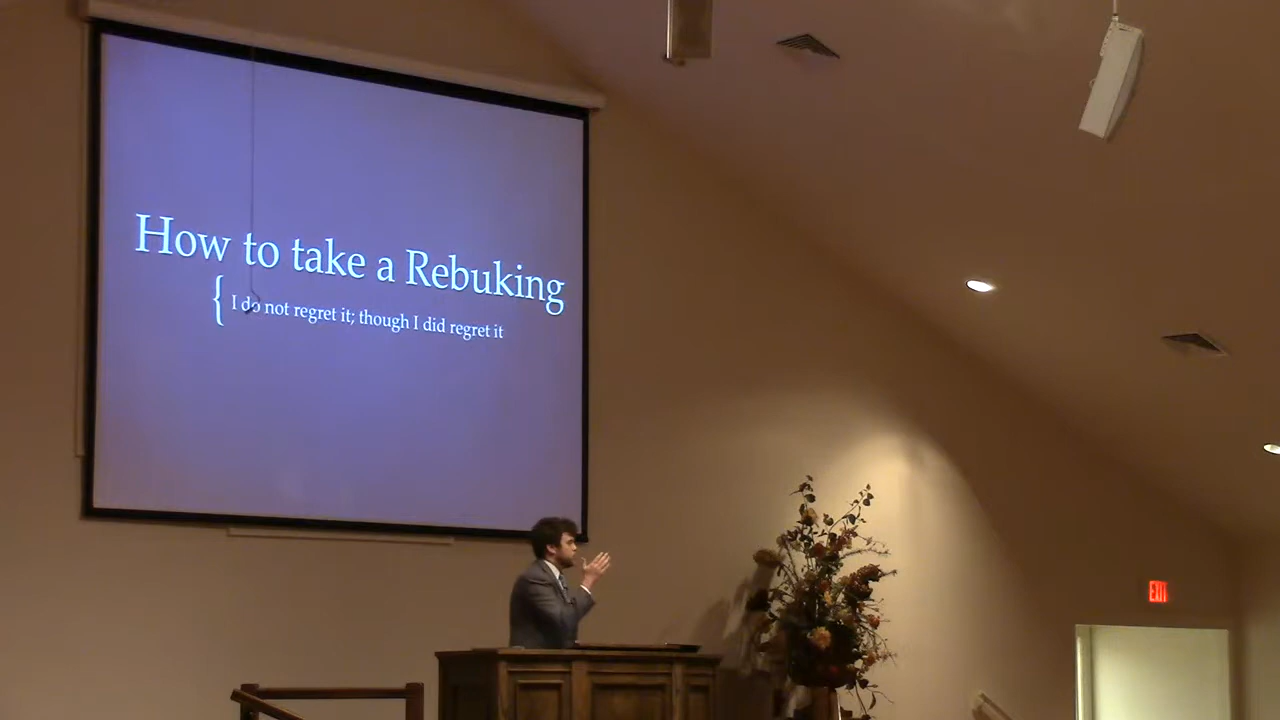 How to take a Rebuking
{ I do not regret it; though I did regret it
EXIT